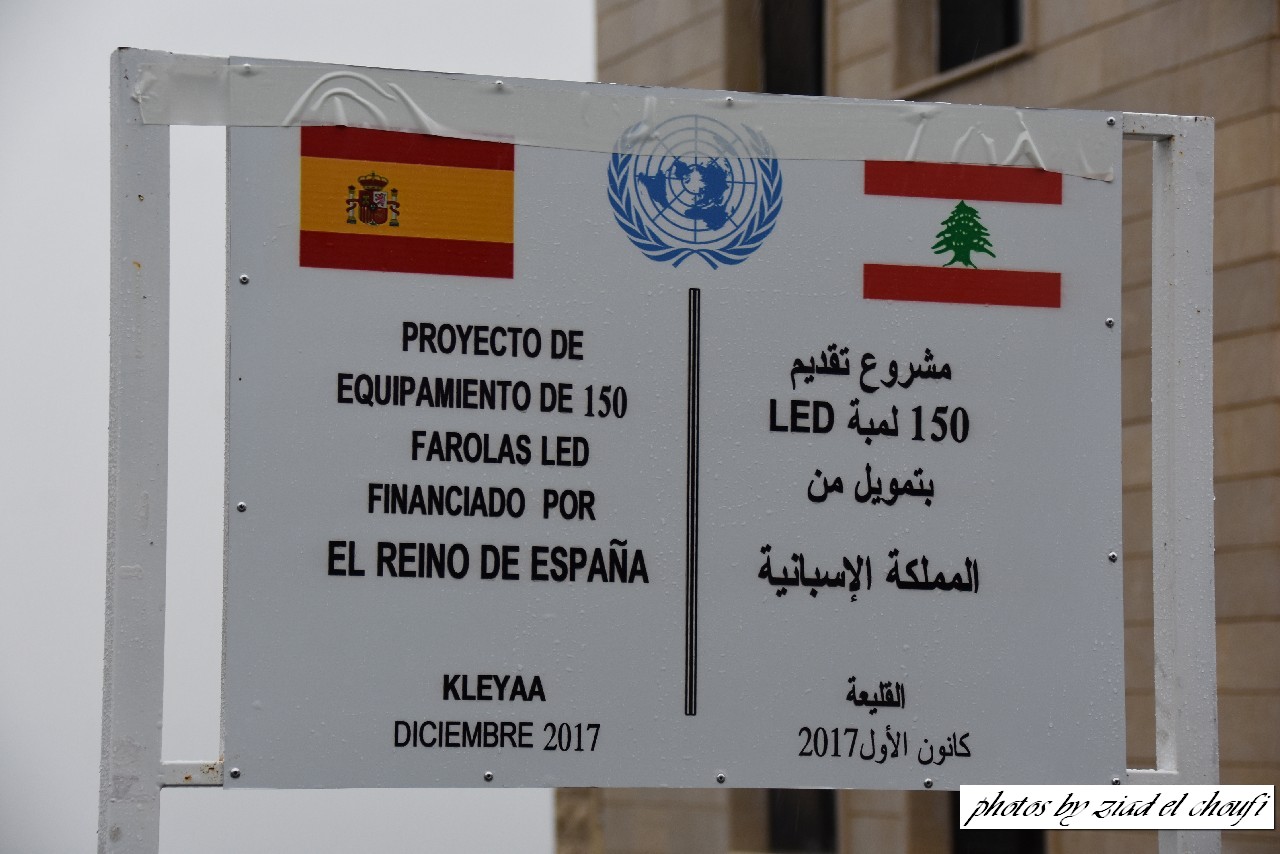 PROYECTO DE
EQUIPAMIENTO DE 150
FAROLAS LED
FINANCIADO POR
EL REINO DE ESPAÑA
KLEYAA
DICIEMBRE 2017
مشروع تقديم
150 لمبة LED
بتمويل من
المملكة الإسبانية
القليعة
كانون الأول2017
photos by ziad el choufi